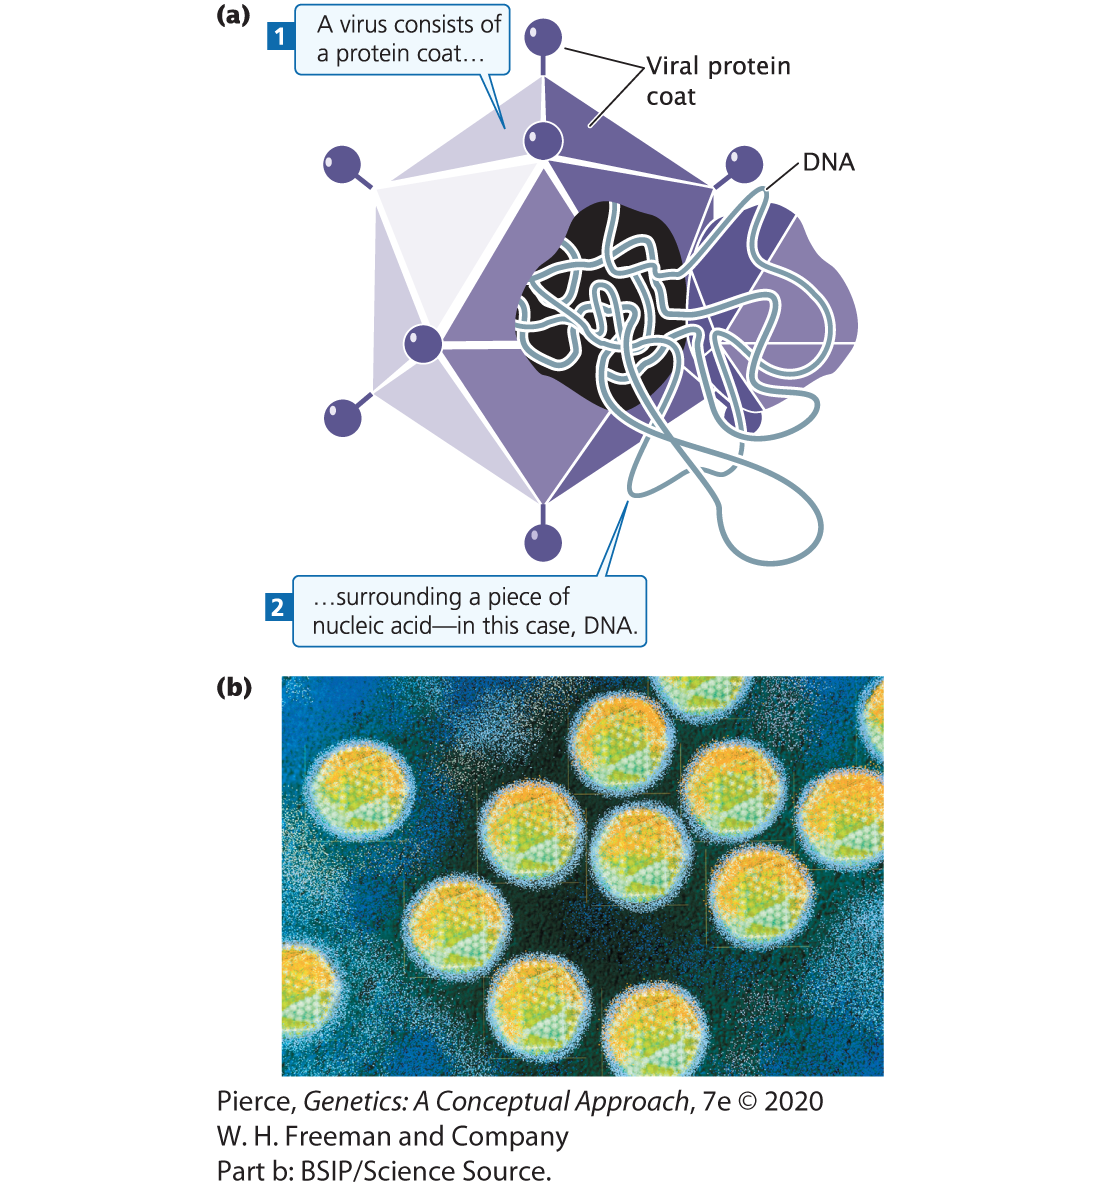 (a)
1
A virus consists of
a protein coat…
Viral protein
coat
DNA
2
…surrounding a piece of
nucleic acid—in this case, DNA.
(b)
Pierce, Genetics: A Conceptual Approach, 7e © 2020
W. H. Freeman and Company
Part b: BSIP/Science Source.